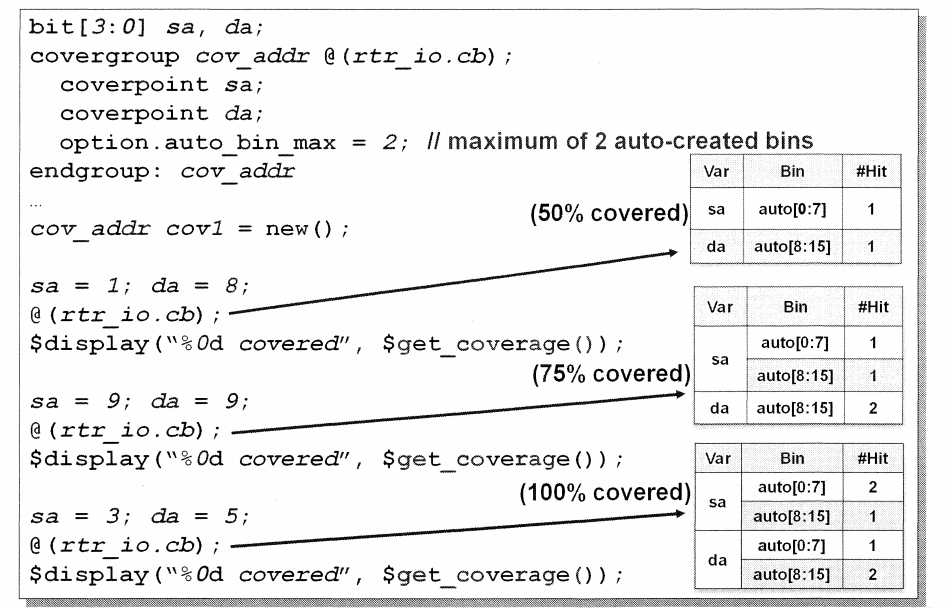 bit[3:0] sa, da;
covergroup cov_addr @(rtr_io.cb);
coverpoint sa;
coverpoint da;
option.auto_bin_max = 2; // maximum of 2 auto-created bins
endgroup: cov_addr
...
cov_addr cov1 = new();
(50% covered)
Var Bin #Hit
sa auto[0:7] 1
da auto[8:15] 1
sa = 1; da = 8;
@(rtr_io.cb);
$display("%0d covered", $get_coverage());
(75% covered)
Var Bin #Hit
sa auto[0:7] 1
auto[8:15] 1
da auto[8:15] 2
sa = 9; da = 9;
@(rtr_io.cb);
$display("%0d covered", $get_coverage());
(100% covered)
Var Bin #Hit
sa auto[0:7] 2
auto[8:15] 1
da auto[0:7] 1
auto[8:15] 2
sa = 3; da = 5;
@(rtr_io.cb);
$display("%0d covered", $get_coverage());